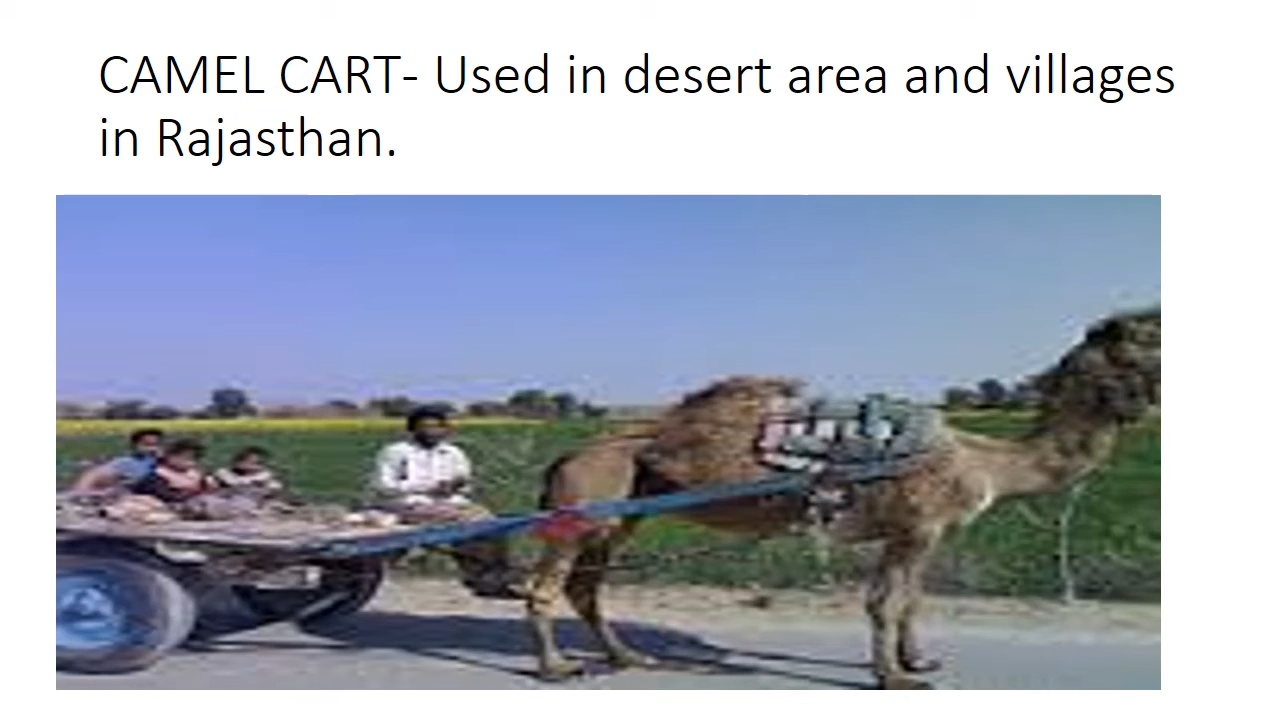 CAMEL CART- Used in desert area and villages
in Rajasthan.